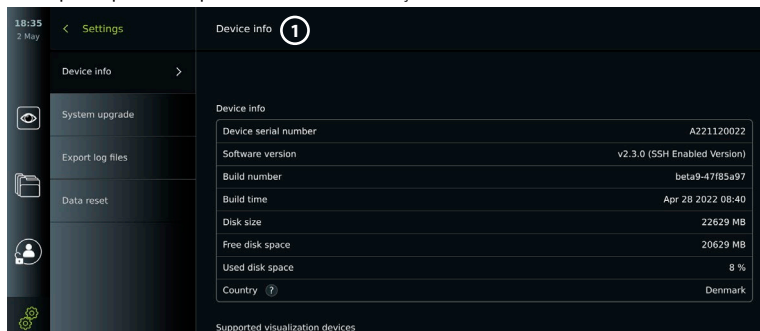 18:35
2 May
Settings
Device info
1
Device info
System upgrade
Export log files
Data reset
Device info
Device serial number A221120022
Software version v2.3.0 (SSH Enabled Version)
Build number beta9-47f85a97
Build time Apr 28 2022 08:40
Disk size 22629 MB
Free disk space 20629 MB
Used disk space 8 %
Country ? Denmark
Supported visualization devices